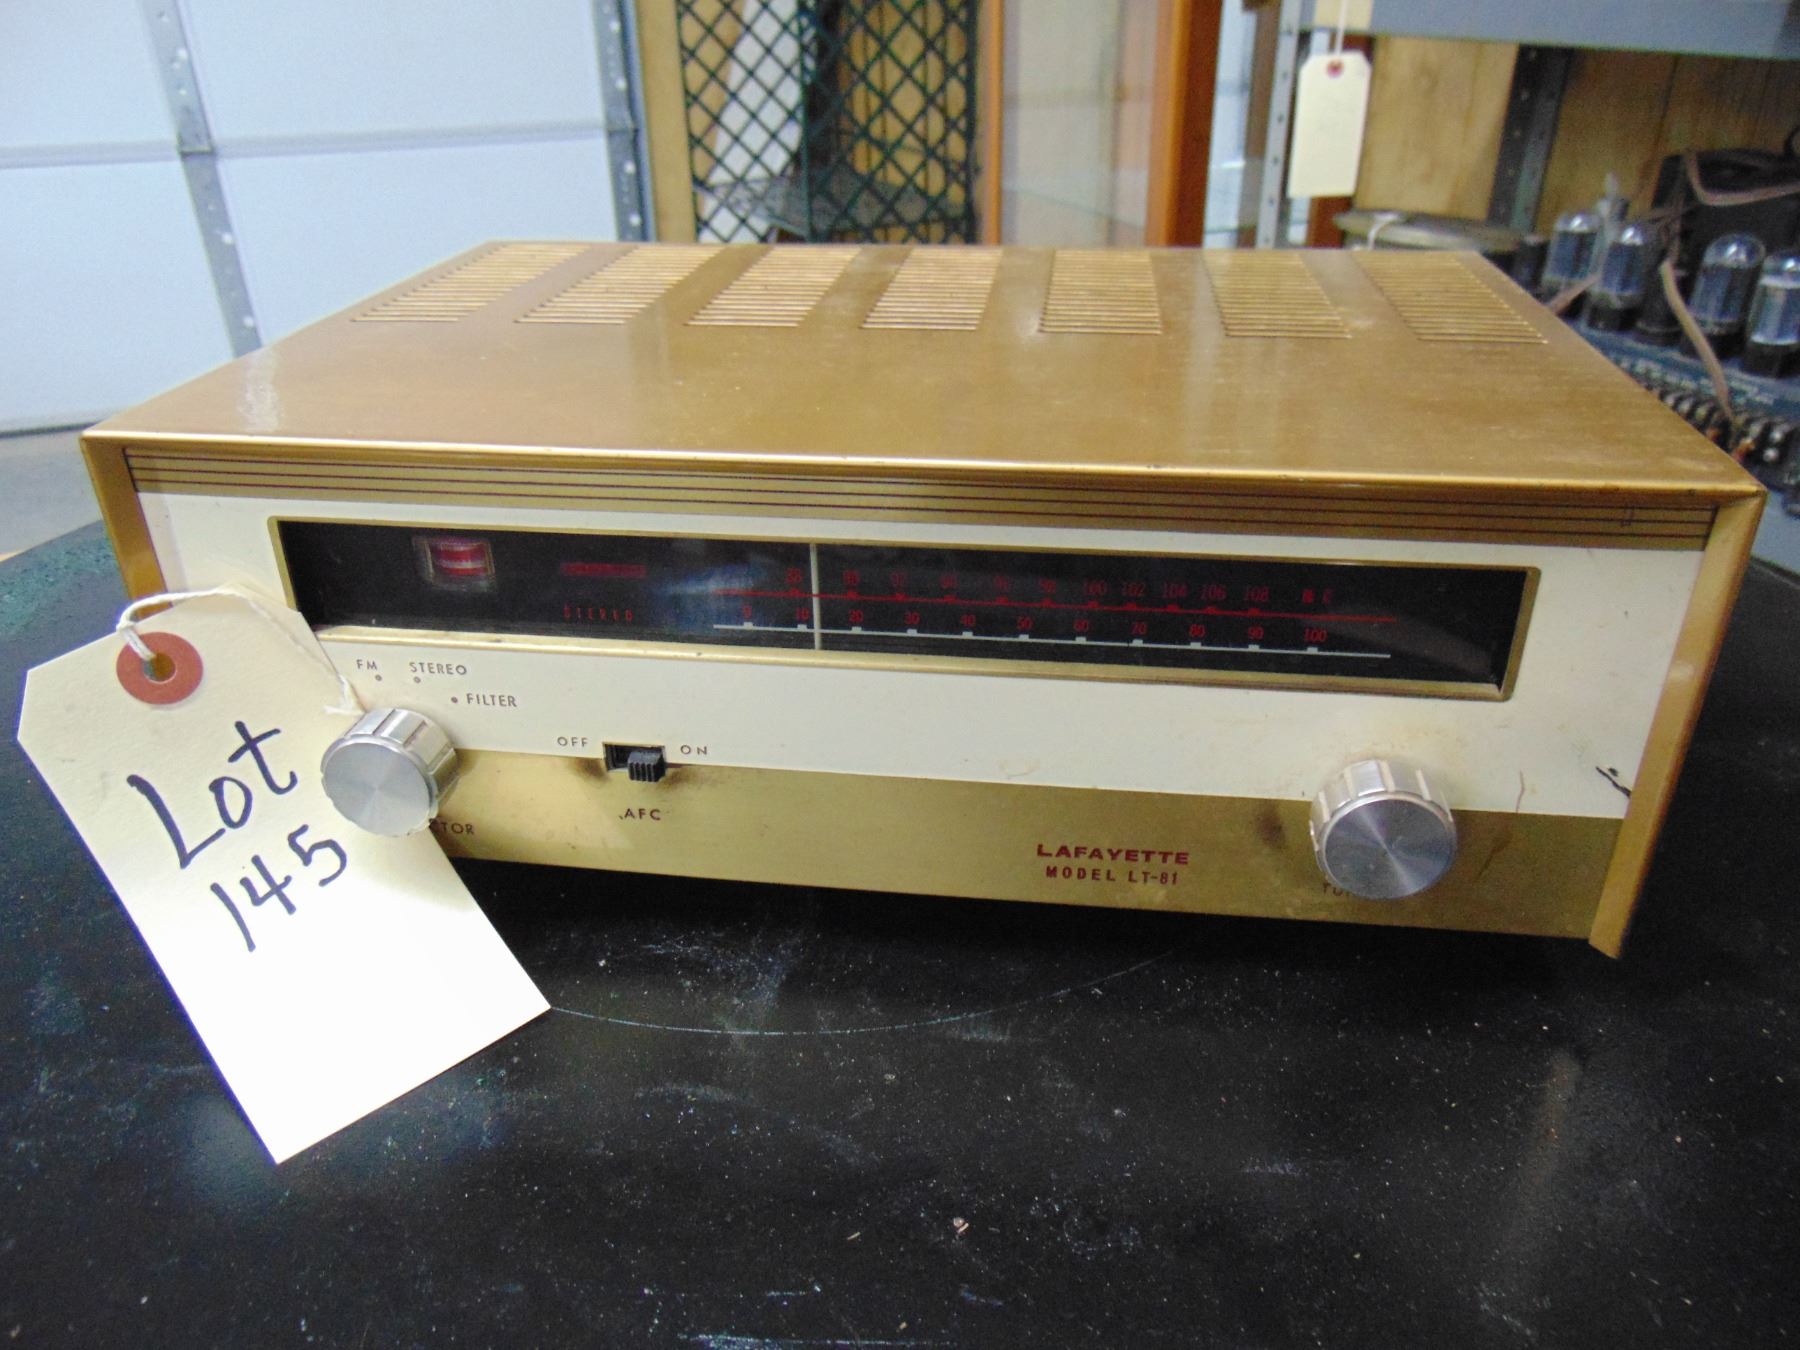 STEREO
88 90 92 94 96 98 100 102 104 106 108 MC
0 10 20 30 40 50 60 70 80 90 100
FM STEREO
FILTER
OFF ON
AFC
LAFAYETTE
MODEL LT-81
Lot
145